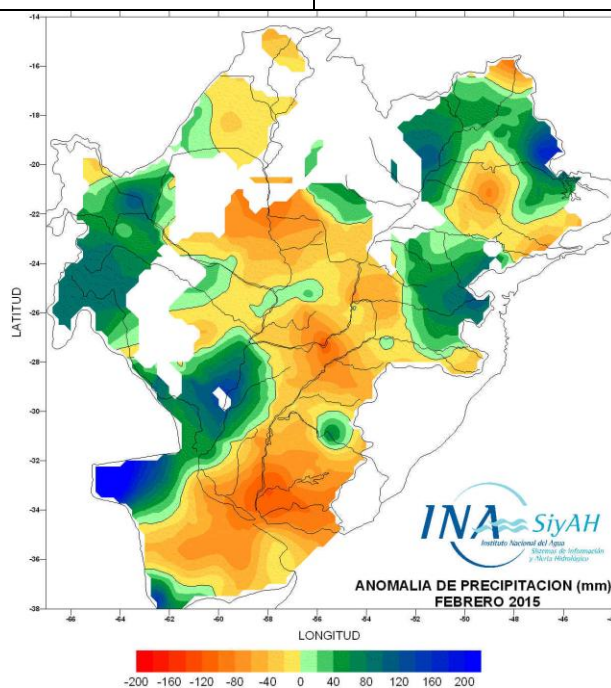 -14
-16
-18
-20
-22
-24
-26
-28
-30
-32
-34
-36
-38
LATITUD
INA SiyAH
Instituto Nacional del Agua
Sistemas de Información
y Alerta Hidrológico
ANOMALIA DE PRECIPITACION (mm)
FEBRERO 2015
-66 -64 -62 -60 -58 -56 -54 -52 -50 -48 -46
LONGITUD
-200 -160 -120 -80 -40 0 40 80 120 160 200